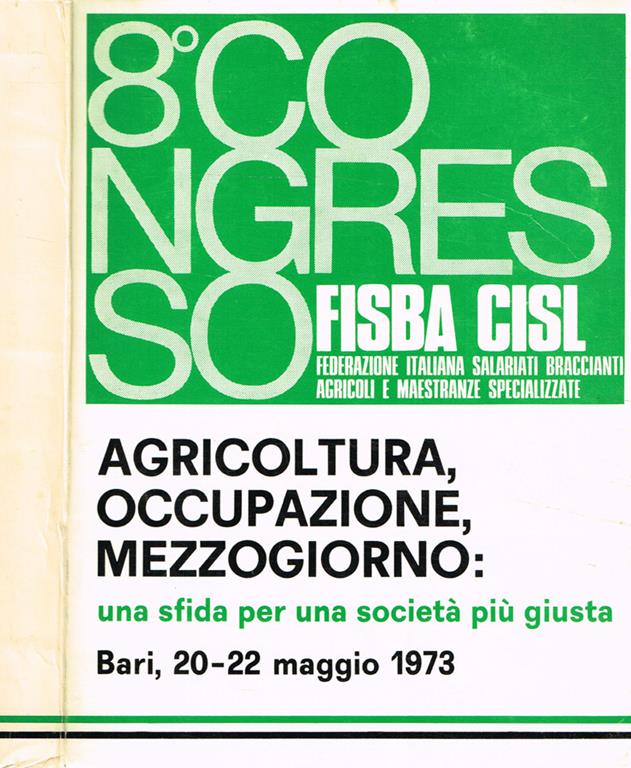 8° CO
NGRES
SO
FISBA CISL
FEDERAZIONE ITALIANA SALARIATI BRACCIANTI
AGRICOLI E MAESTRANZE SPECIALIZZATE
AGRICOLTURA,
OCCUPAZIONE,
MEZZOGIORNO:
una sfida per una società più giusta
Bari, 20-22 maggio 1973